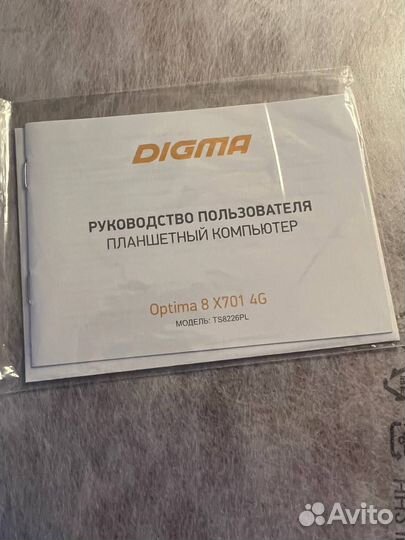 DIGMA
РУКОВОДСТВО ПОЛЬЗОВАТЕЛЯ
ПЛАНШЕТНЫЙ КОМПЬЮТЕР
Optima 8 X701 4G
МОДЕЛЬ: TS8226PL
Avito